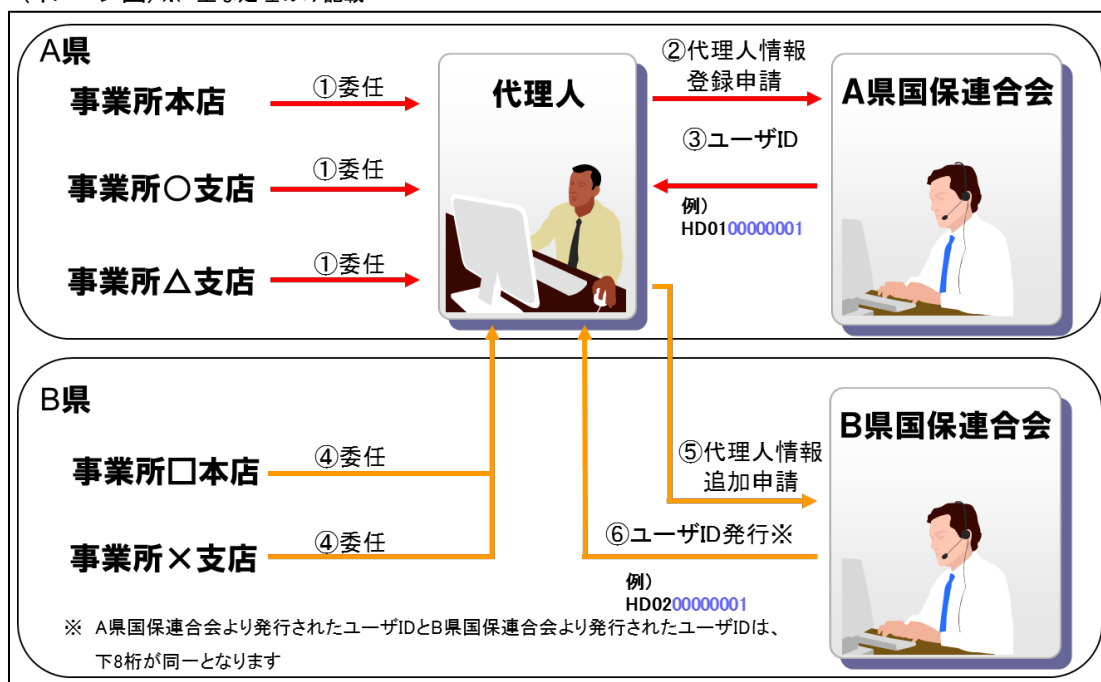 A県
事業所本店
①委任
事業所○支店
①委任
事業所△支店
①委任
代理人
②代理人情報
登録申請
③ユーザID
例)
HD0100000001
A県国保連合会
B県
事業所□本店
④委任
事業所×支店
④委任
⑤代理人情報
追加申請
⑥ユーザID発行※
例)
HD0200000001
B県国保連合会
※ A県国保連合会より発行されたユーザIDとB県国保連合会より発行されたユーザIDは、
下8桁が同一となります